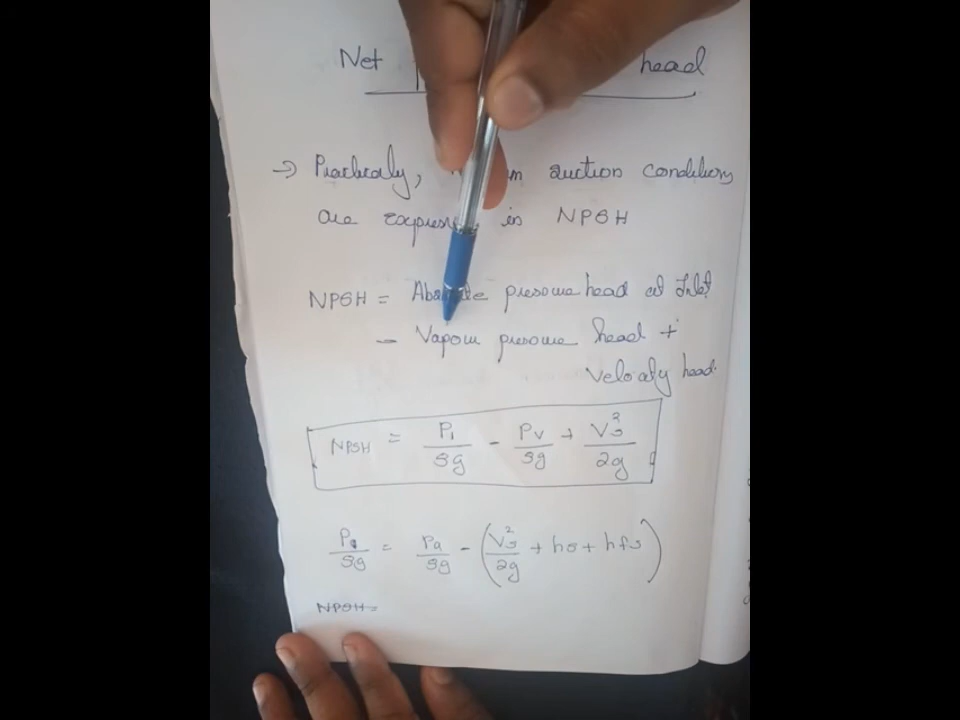 Net head
→ Practically, suction conditions
are in NPSH
NPSH = Absolute pressure head at Inlet
- Vapour pressure head +
Velocity head.
NPSH = P₁/ρg - Pv/ρg + Vs²/2g
P₁/ρg = Pa/ρg - (Vs²/2g + hs + hfs)
NPSH =